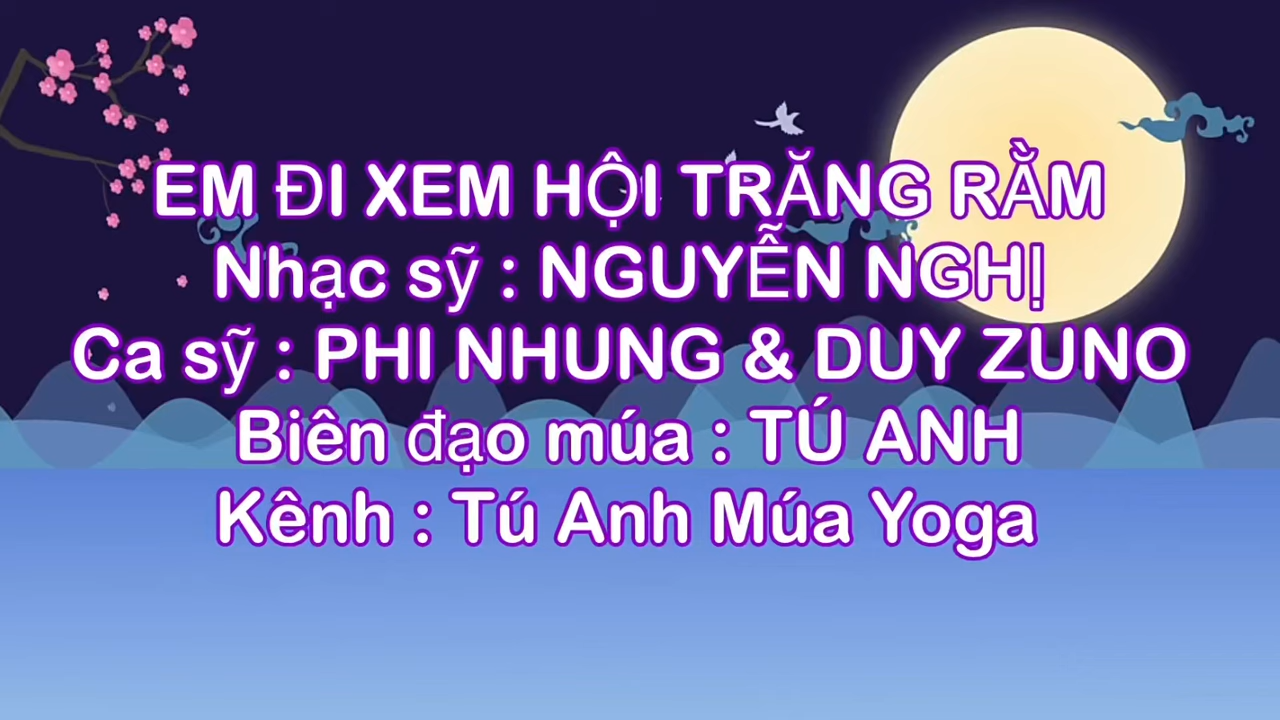 EM ĐI XEM HỘI TRĂNG RẰM
Nhạc sỹ : NGUYỄN NGHỊ
Ca sỹ : PHI NHUNG & DUY ZUNO
Biên đạo múa : TÚ ANH
Kênh : Tú Anh Múa Yoga